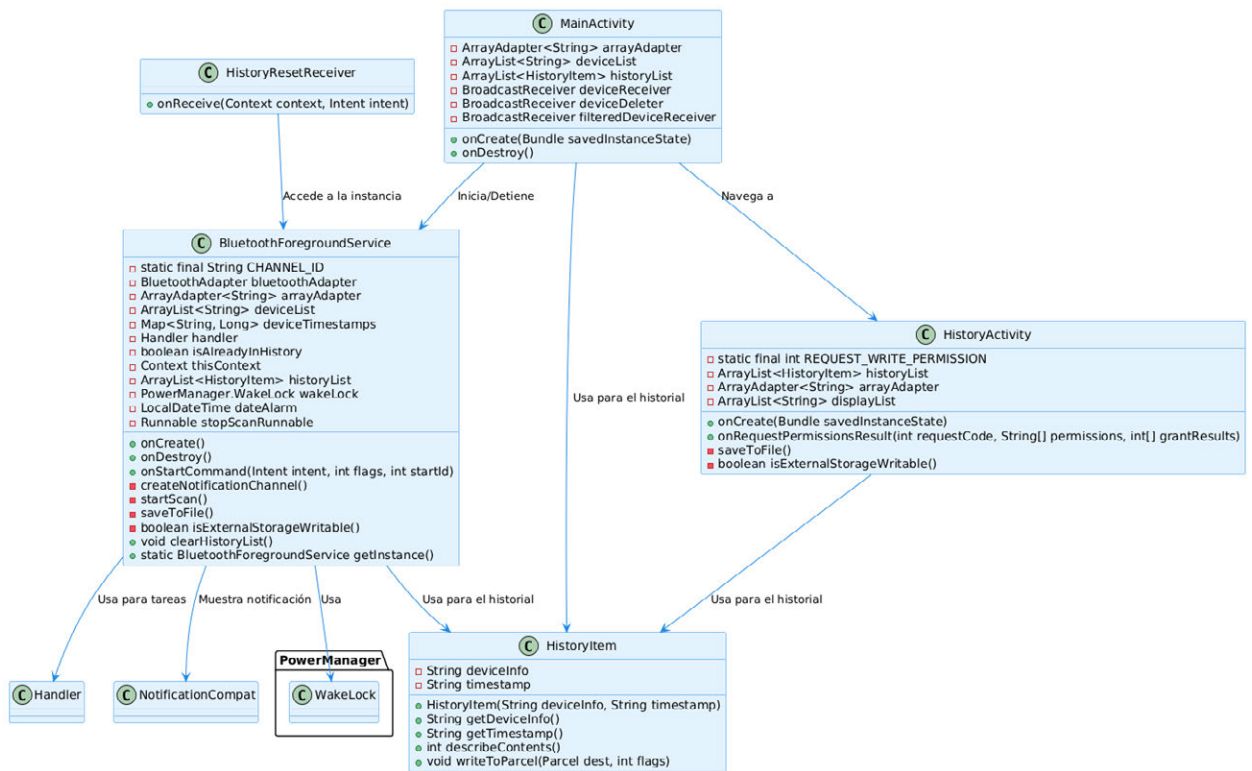 C MainActivity
ArrayAdapter<String> arrayAdapter
ArrayList<String> deviceList
ArrayList<HistoryItem> historyList
BroadcastReceiver deviceReceiver
BroadcastReceiver deviceDeleter
BroadcastReceiver filteredDeviceReceiver
onCreate(Bundle savedInstanceState)
onDestroy()
C HistoryResetReceiver
onReceive(Context context, Intent intent)
Accede a la instancia
Inicia/Detiene
Navega a
C BluetoothForegroundService
static final String CHANNEL_ID
BluetoothAdapter bluetoothAdapter
ArrayAdapter<String> arrayAdapter
ArrayList<String> deviceList
Map<String, Long> deviceTimestamps
Handler handler
boolean isAlreadyInHistory
Context thisContext
ArrayList<HistoryItem> historyList
PowerManager.WakeLock wakeLock
LocalDateTime dateAlarm
Runnable stopScanRunnable
onCreate()
onDestroy()
onStartCommand(Intent intent, int flags, int startId)
createNotificationChannel()
startScan()
saveToFile()
boolean isExternalStorageWritable()
void clearHistoryList()
static BluetoothForegroundService getInstance()
C HistoryActivity
static final int REQUEST_WRITE_PERMISSION
ArrayList<HistoryItem> historyList
ArrayAdapter<String> arrayAdapter
ArrayList<String> displayList
onCreate(Bundle savedInstanceState)
onRequestPermissionsResult(int requestCode, String[] permissions, int[] grantResults)
saveToFile()
boolean isExternalStorageWritable()
Usa para el historial
Usa para tareas
Muestra notificación
Usa
Usa para el historial
Usa para el historial
C Handler
C NotificationCompat
PowerManager
C WakeLock
C HistoryItem
String deviceInfo
String timestamp
HistoryItem(String deviceInfo, String timestamp)
String getDeviceInfo()
String getTimestamp()
int describeContents()
void writeToParcel(Parcel dest, int flags)